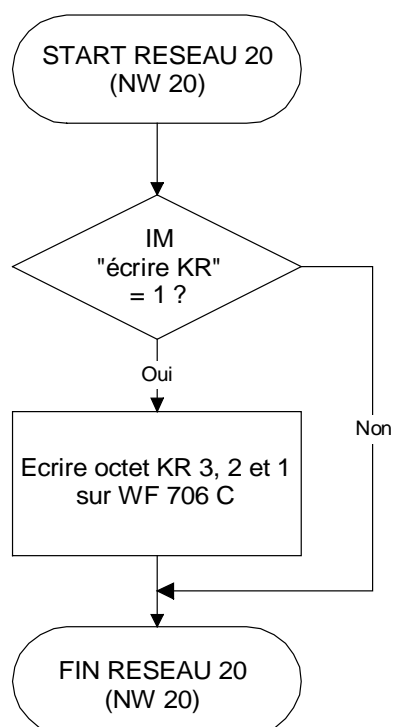 START RESEAU 20
(NW 20)
IM
"écrire KR"
= 1 ?
Oui
Non
Ecrire octet KR 3, 2 et 1
sur WF 706 C
FIN RESEAU 20
(NW 20)